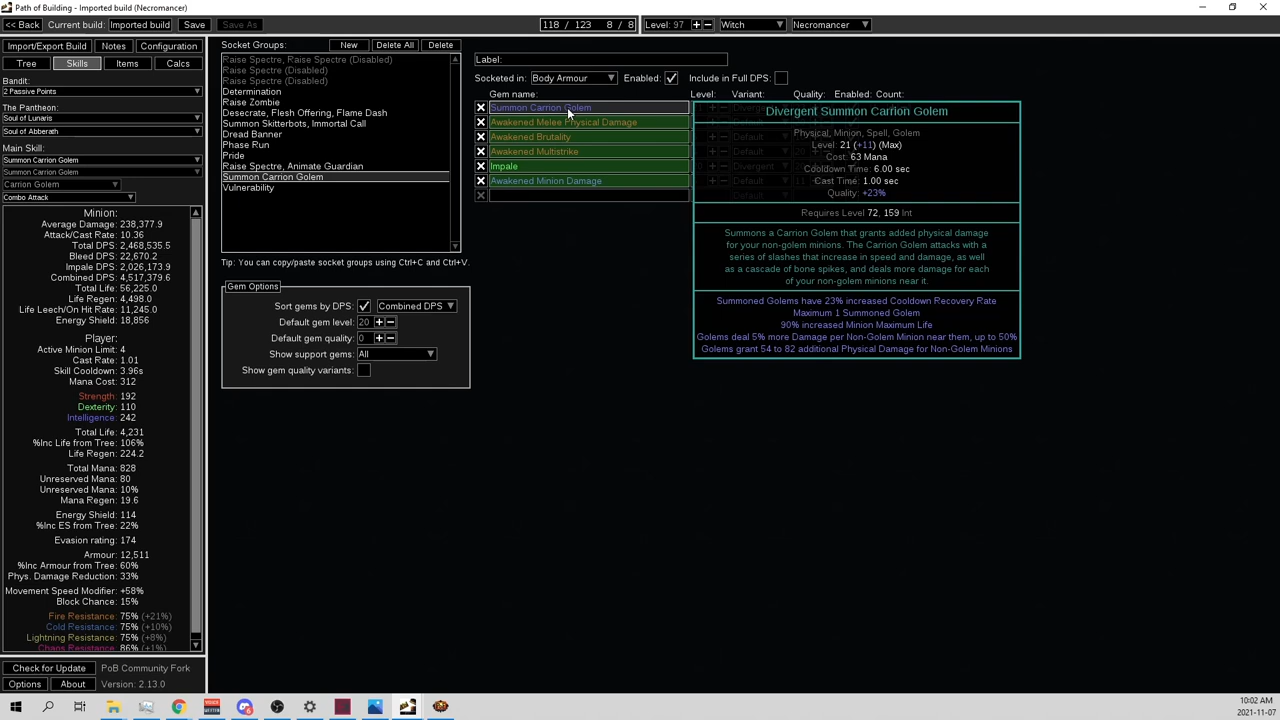 Path of Building - Imported build (Necromancer)
<< Back Current build: Imported build Save Save As 118 / 123 8 / 8 Level: 97 Witch Necromancer
Import/Export Build Notes Configuration
Tree Skills Items Calcs
Bandit:
2 Passive Points
The Pantheon:
Soul of Lunaris
Soul of Abberath
Main Skill:
Summon Carrion Golem
Summon Carrion Golem
Carrion Golem
Combo Attack
Minion:
Average Damage: 238,377.9
Attack/Cast Rate: 10.36
Total DPS: 2,468,535.5
Bleed DPS: 22,670.2
Impale DPS: 2,026,173.9
Combined DPS: 4,517,379.6
Total Life: 56,225.0
Life Regen: 4,498.0
Life Leech/On Hit Rate: 11,245.0
Energy Shield: 18,856
Player:
Active Minion Limit: 4
Cast Rate: 1.01
Skill Cooldown: 3.96s
Mana Cost: 312
Strength: 192
Dexterity: 110
Intelligence: 242
Total Life: 4,231
%Inc Life from Tree: 106%
Life Regen: 224.2
Total Mana: 828
Unreserved Mana: 80
Unreserved Mana: 10%
Mana Regen: 19.6
Energy Shield: 114
%Inc ES from Tree: 22%
Evasion rating: 174
Armour: 12,511
%Inc Armour from Tree: 60%
Phys. Damage Reduction: 33%
Movement Speed Modifier: +58%
Block Chance: 15%
Fire Resistance: 75% (+21%)
Cold Resistance: 75% (+10%)
Lightning Resistance: 75% (+8%)
Chaos Resistance: 86% (+1%)
Check for Update PoB Community Fork
Options About Version: 2.13.0
Socket Groups: New Delete All Delete
Raise Spectre, Raise Spectre (Disabled)
Raise Spectre (Disabled)
Raise Spectre (Disabled)
Determination
Raise Zombie
Desecrate, Flesh Offering, Flame Dash
Summon Skitterbots, Immortal Call
Dread Banner
Phase Run
Pride
Raise Spectre, Animate Guardian
Summon Carrion Golem
Vulnerability
Tip: You can copy/paste socket groups using Ctrl+C and Ctrl+V.
Gem Options
Sort gems by DPS: Combined DPS
Default gem level: 20
Default gem quality: 0
Show support gems: All
Show gem quality variants:
Label:
Socketed in: Body Armour Enabled: Include in Full DPS:
Gem name: Level: Variant: Quality: Enabled: Count:
Summon Carrion Golem
Awakened Melee Physical Damage
Awakened Brutality
Awakened Multistrike
Impale
Awakened Minion Damage
Divergent Summon Carrion Golem
Physical, Minion, Spell, Golem
Level: 21 (+11) (Max)
Cost: 63 Mana
Cooldown Time: 6.00 sec
Cast Time: 1.00 sec
Quality: +23%
Requires Level 72, 159 Int
Summons a Carrion Golem that grants added physical damage
for your non-golem minions. The Carrion Golem attacks with a
series of slashes that increase in speed and damage, as well
as a cascade of bone spikes, and deals more damage for each
of your non-golem minions near it.
Summoned Golems have 23% increased Cooldown Recovery Rate
Maximum 1 Summoned Golem
90% increased Minion Maximum Life
Golems deal 5% more Damage per Non-Golem Minion near them, up to 50%
Golems grant 54 to 82 additional Physical Damage for Non-Golem Minions
10:02 AM
2021-11-07